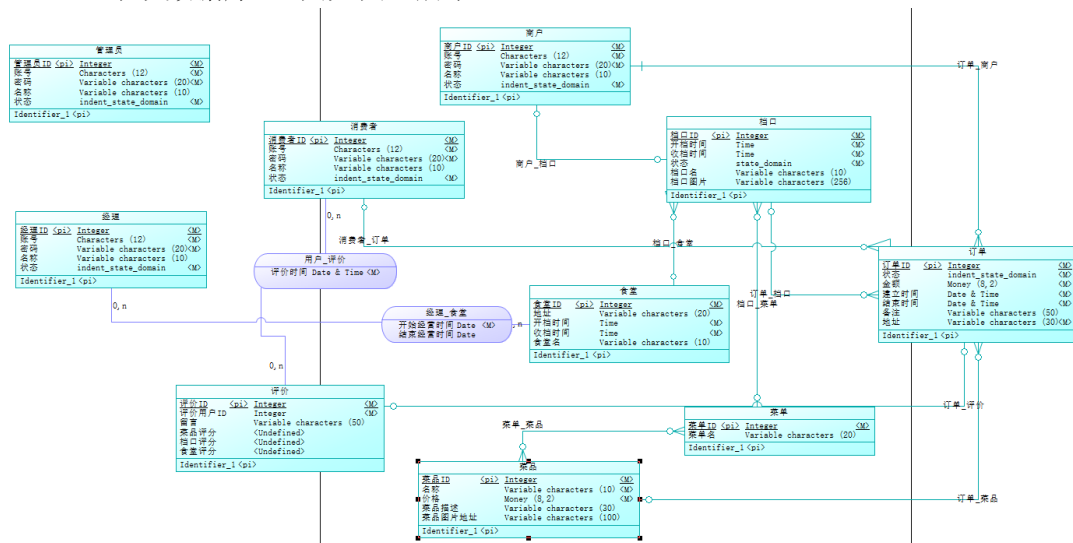 管理员
管理员ID <pi> Integer <M>
账号 Characters (12) <M>
密码 Variable characters (20) <M>
名称 Variable characters (10)
状态 indent_state_domain <M>
Identifier_1 <pi>
商户
商户ID <pi> Integer <M>
账号 Characters (12) <M>
密码 Variable characters (20)<M>
名称 Variable characters (10)
状态 indent_state_domain <M>
Identifier_1 <pi>
订单_商户
消费者
消费者ID <pi> Integer <M>
账号 Characters (12) <M>
密码 Variable characters (20)<M>
名称 Variable characters (10)
状态 indent_state_domain <M>
Identifier_1 <pi>
档口
档口ID <pi> Integer <M>
开档时间 Time <M>
收档时间 Time <M>
状态 state_domain <M>
档口名 Variable characters (10)
档口图片 Variable characters (256)
Identifier_1 <pi>
商户_档口
经理
经理ID <pi> Integer <M>
账号 Characters (12) <M>
密码 Variable characters (20)<M>
名称 Variable characters (10)
状态 indent_state_domain <M>
Identifier_1 <pi>
0,n
消费者_订单
档口_食堂
用户_评价
评价时间 Date & Time <M>
订单
订单ID <pi> Integer <M>
状态 indent_state_domain <M>
金额 Money (8,2) <M>
建立时间 Date & Time <M>
结束时间 Date & Time <M>
备注 Variable characters (50)
地址 Variable characters (30)<M>
Identifier_1 <pi>
订单_档口
档口_菜单
0,n
经理_食堂
开始经营时间 Date <M>
结束经营时间 Date
,n
食堂
食堂ID <pi> Integer <M>
地址 Variable characters (20)
开档时间 Time <M>
收档时间 Time <M>
食堂名 Variable characters (10)
Identifier_1 <pi>
0,n
评价
评价ID <pi> Integer <M>
评价用户ID Integer <M>
留言 Variable characters (50)
菜品评分 <Undefined>
档口评分 <Undefined>
食堂评分 <Undefined>
Identifier_1 <pi>
订单_评价
菜单
菜单ID <pi> Integer <M>
菜单名 Variable characters (20)
Identifier_1 <pi>
菜单_菜品
菜品
菜品ID <pi> Integer <M>
名称 Variable characters (10) <M>
价格 Money (8,2) <M>
菜品描述 Variable characters (30)
菜品图片地址 Variable characters (100)
Identifier_1 <pi>
订单_菜品